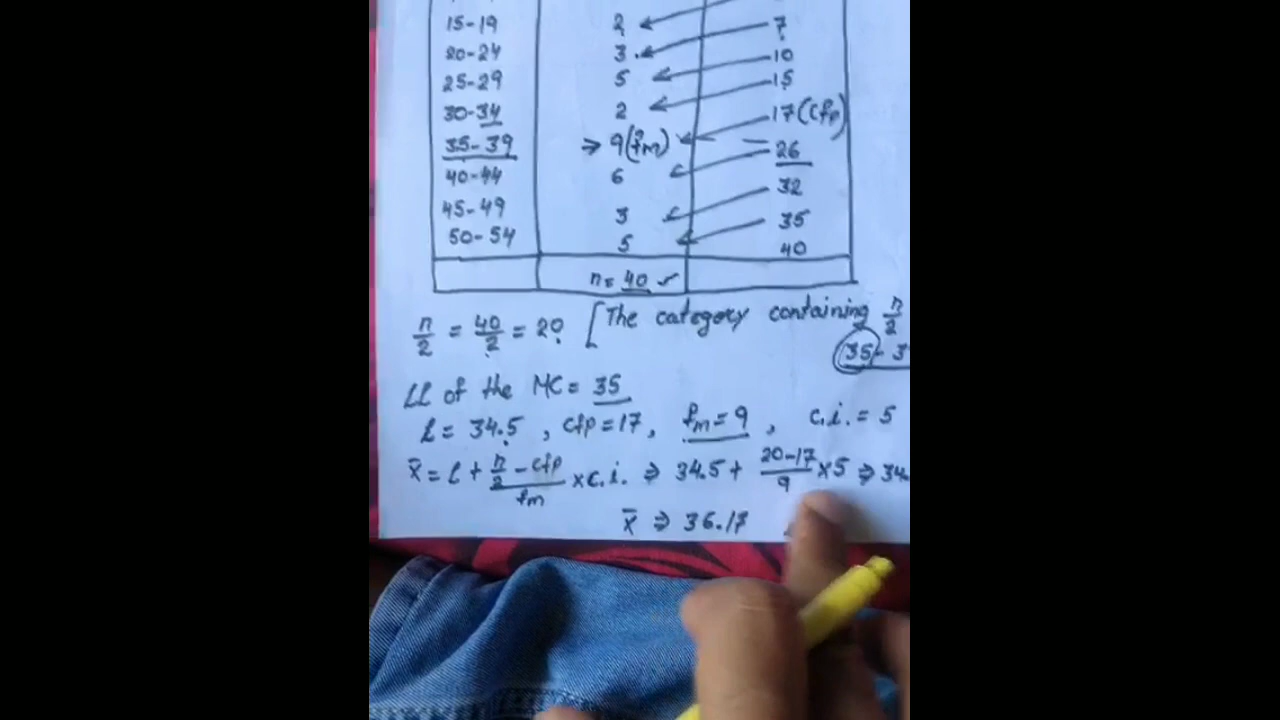 15-19 2 7
20-24 3 10
25-29 5 15
30-34 2 17(cfp)
35-39 ⇒ 9(fm) 26
40-44 6 32
45-49 3 35
50-54 5 40
n = 40
n/2 = 40/2 = 20 [The category containing n/2
35-3
LL of the MC = 35
L = 34.5 , cfp = 17 , fm = 9 , c.i. = 5
x̄ = L + (n/2 - cfp)/fm × c.i. ⇒ 34.5 + (20-17)/9 × 5 ⇒ 34.
x̄ ⇒ 36.17